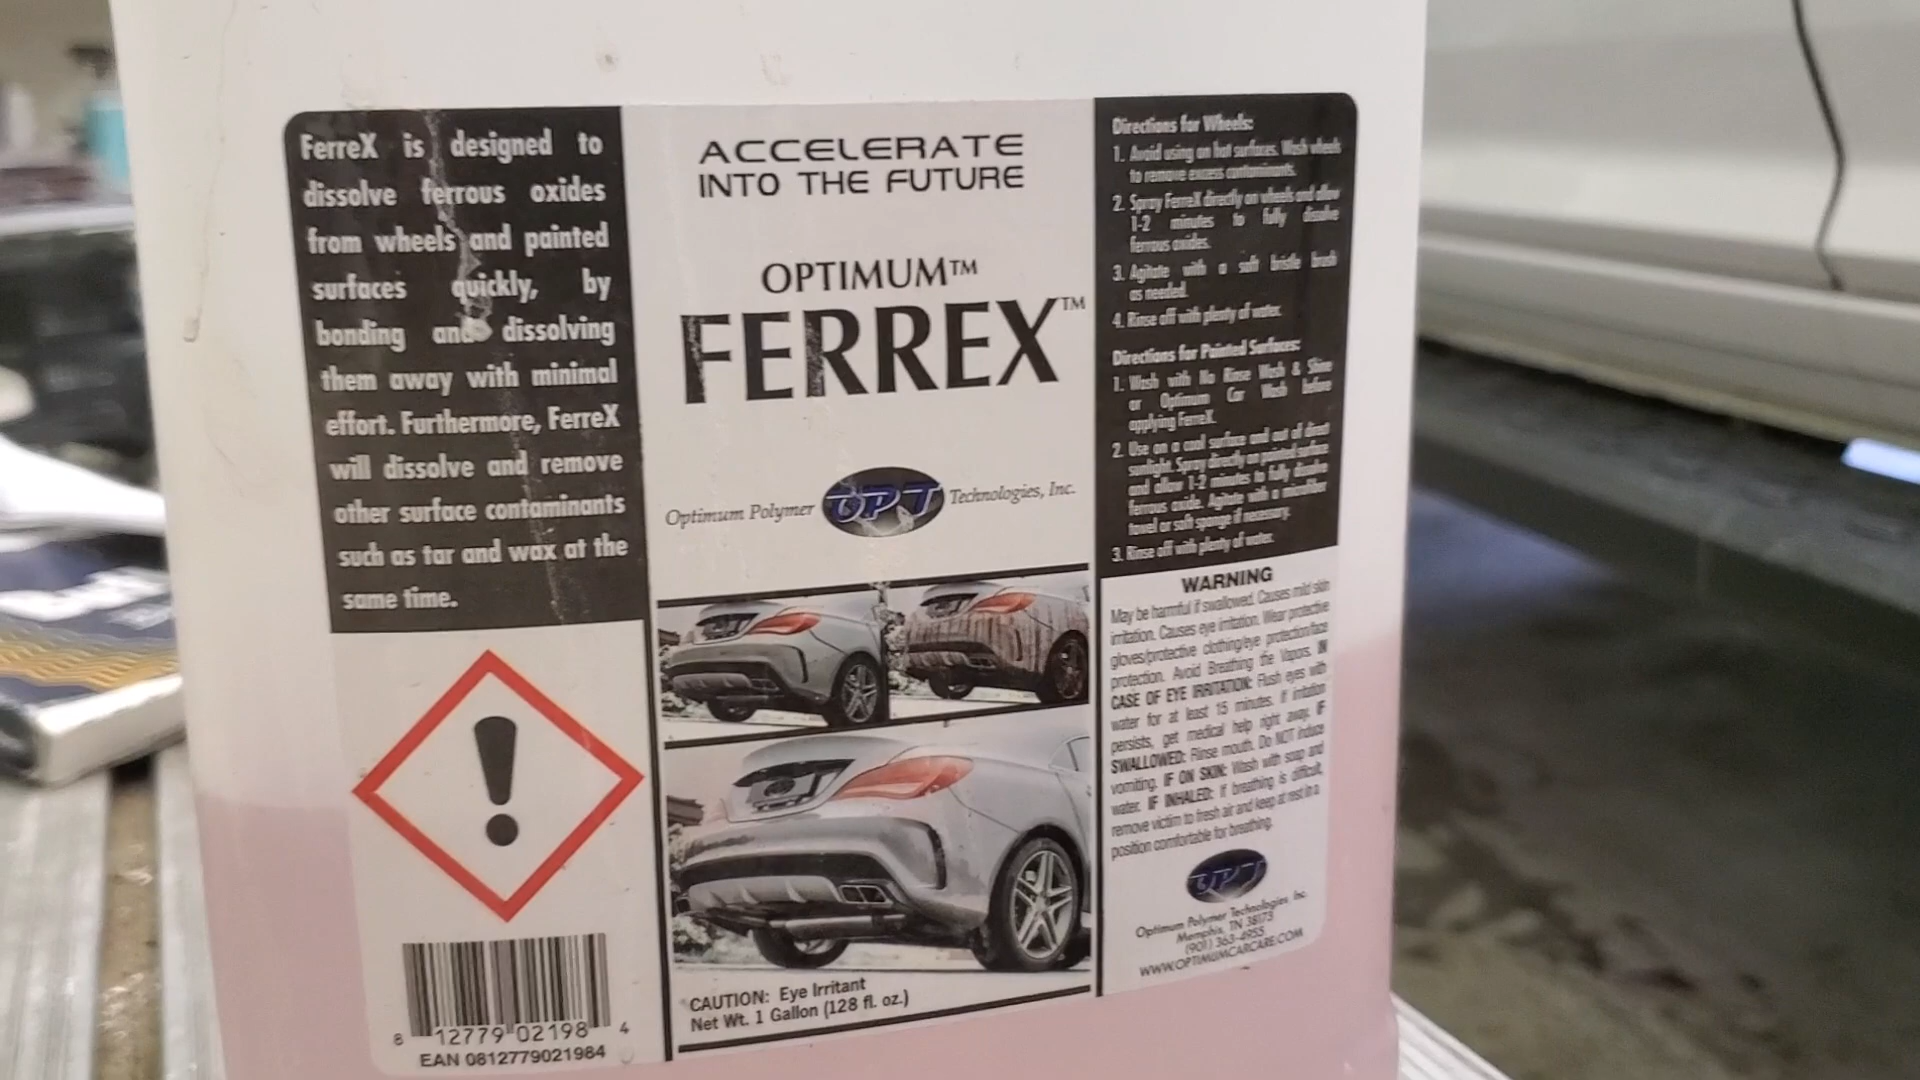 FerreX is designed to
dissolve ferrous oxides
from wheels and painted
surfaces quickly, by
bonding and dissolving
them away with minimal
effort. Furthermore, FerreX
will dissolve and remove
other surface contaminants
such as tar and wax at the
same time.
8 12779 02198 4
EAN 0812779021984
ACCELERATE
INTO THE FUTURE
OPTIMUM™
FERREX™
Optimum Polymer OPT Technologies, Inc.
CAUTION: Eye Irritant
Net Wt. 1 Gallon (128 fl. oz.)
Directions for Wheels:
1. Avoid using on hot surfaces. Wash wheels
to remove excess contaminants.
2. Spray FerreX directly on wheels and allow
1-2 minutes to fully dissolve
ferrous oxides.
3. Agitate with a soft bristle brush
as needed.
4. Rinse off with plenty of water.
Directions for Painted Surfaces:
1. Wash with No Rinse Wash & Shine
or Optimum Car Wash before
applying FerreX.
2. Use on a cool surface and out of direct
sunlight. Spray directly on painted surface
and allow 1-2 minutes to fully dissolve
ferrous oxide. Agitate with a microfiber
towel or soft sponge if necessary.
3. Rinse off with plenty of water.
WARNING
May be harmful if swallowed. Causes mild skin
irritation. Causes eye irritation. Wear protective
gloves/protective clothing/eye protection/face
protection. Avoid Breathing the Vapors. IN
CASE OF EYE IRRITATION: Flush eyes with
water for at least 15 minutes. If irritation
persists, get medical help right away. IF
SWALLOWED: Rinse mouth. Do NOT induce
vomiting. IF ON SKIN: Wash with soap and
water. IF INHALED: If breathing is difficult,
remove victim to fresh air and keep at rest in a
position comfortable for breathing.
OPT
Optimum Polymer Technologies, Inc.
Memphis, TN 38173
(901) 363-4955
WWW.OPTIMUMCARCARE.COM